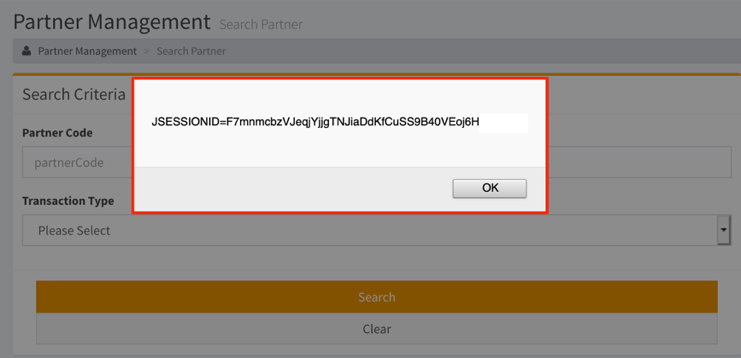 Partner Management Search Partner
Partner Management > Search Partner
Search Criteria
JSESSIONID=F7mnmcbzVJeqjYjjgTNJiaDdKfCuSS9B40VEoj6H
OK
Partner Code
partnerCode
Transaction Type
Please Select
Search
Clear